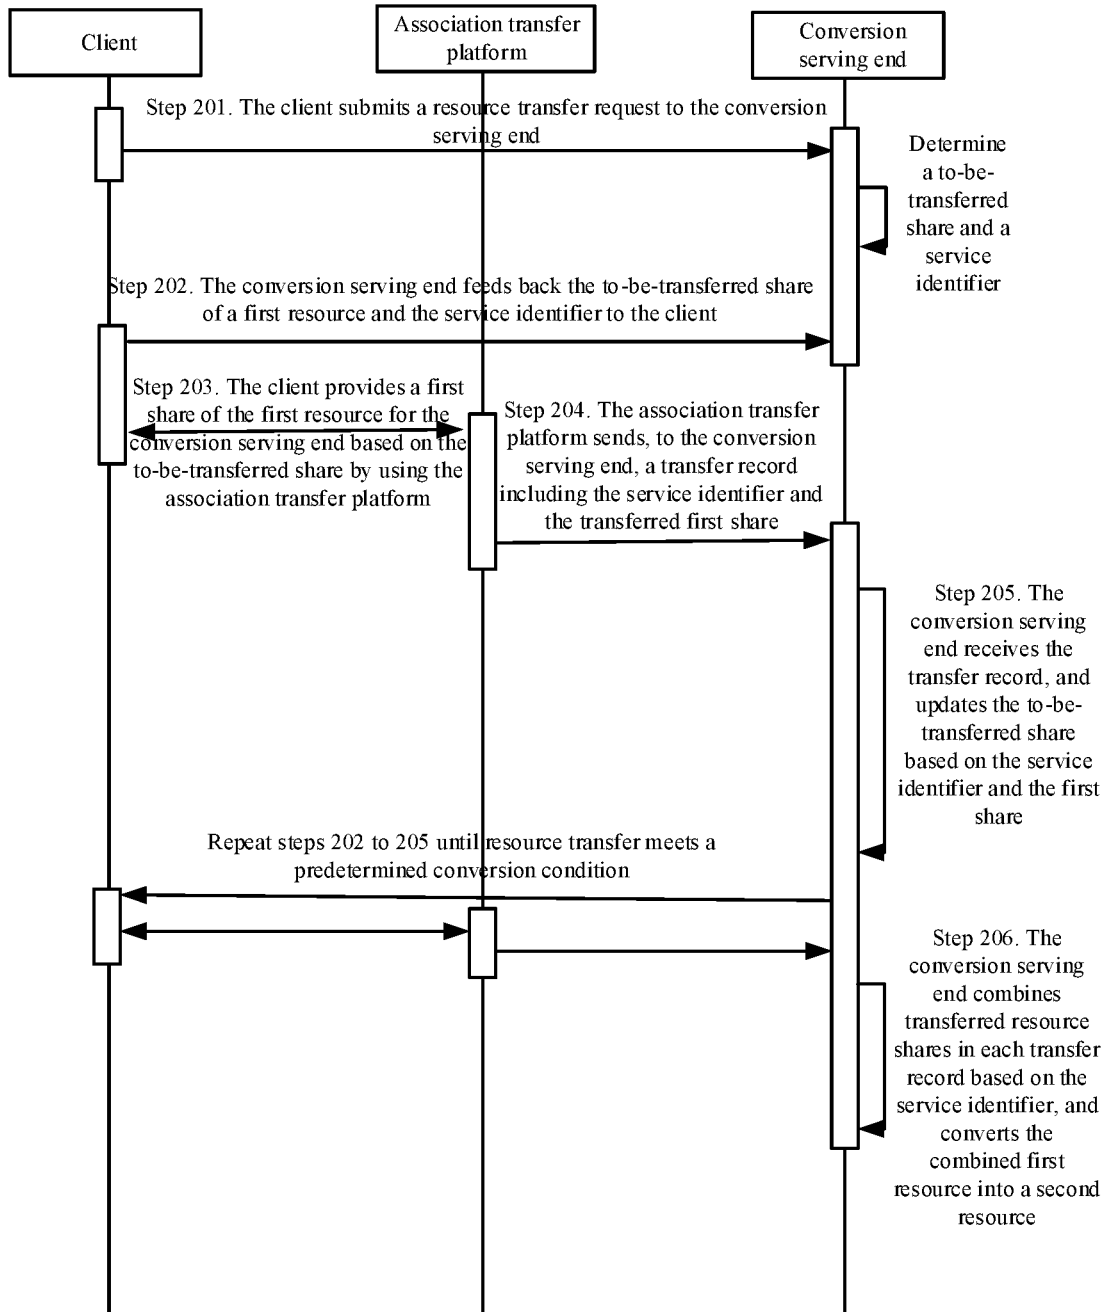 Client
Association transfer
platform
Conversion
serving end
Step 201. The client submits a resource transfer request to the conversion
serving end
Determine
a to-be-
transferred
share and a
service
identifier
Step 202. The conversion serving end feeds back the to-be-transferred share
of a first resource and the service identifier to the client
Step 203. The client provides a first
share of the first resource for the
conversion serving end based on the
to-be-transferred share by using the
association transfer platform
Step 204. The association transfer
platform sends, to the conversion
serving end, a transfer record
including the service identifier and
the transferred first share
Step 205. The
conversion serving
end receives the
transfer record, and
updates the to-be-
transferred share
based on the service
identifier and the first
share
Repeat steps 202 to 205 until resource transfer meets a
predetermined conversion condition
Step 206. The
conversion serving
end combines
transferred resource
shares in each transfer
record based on the
service identifier, and
converts the
combined first
resource into a second
resource